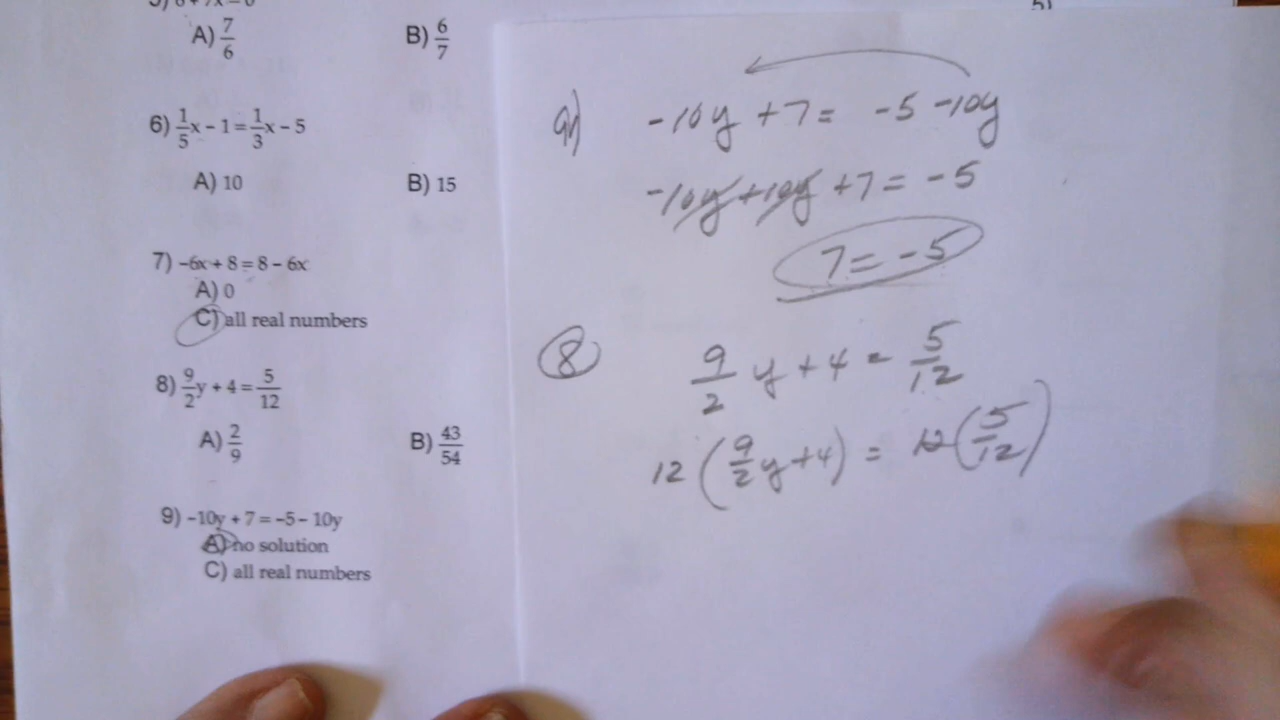 A) 7/6 B) 6/7
6) 1/5x – 1 = 1/3x – 5
A) 10 B) 15
7) –6x + 8 = 8 – 6x
A) 0
C) all real numbers
8) 9/2y + 4 = 5/12
A) 2/9 B) 43/54
9) –10y + 7 = –5 – 10y
A) no solution
C) all real numbers
9) -10y + 7 = -5 -10y
-10y + 10y + 7 = -5
7 = -5
8 9/2 y + 4 = 5/12
12 (9/2 y + 4) = 12 (5/12)